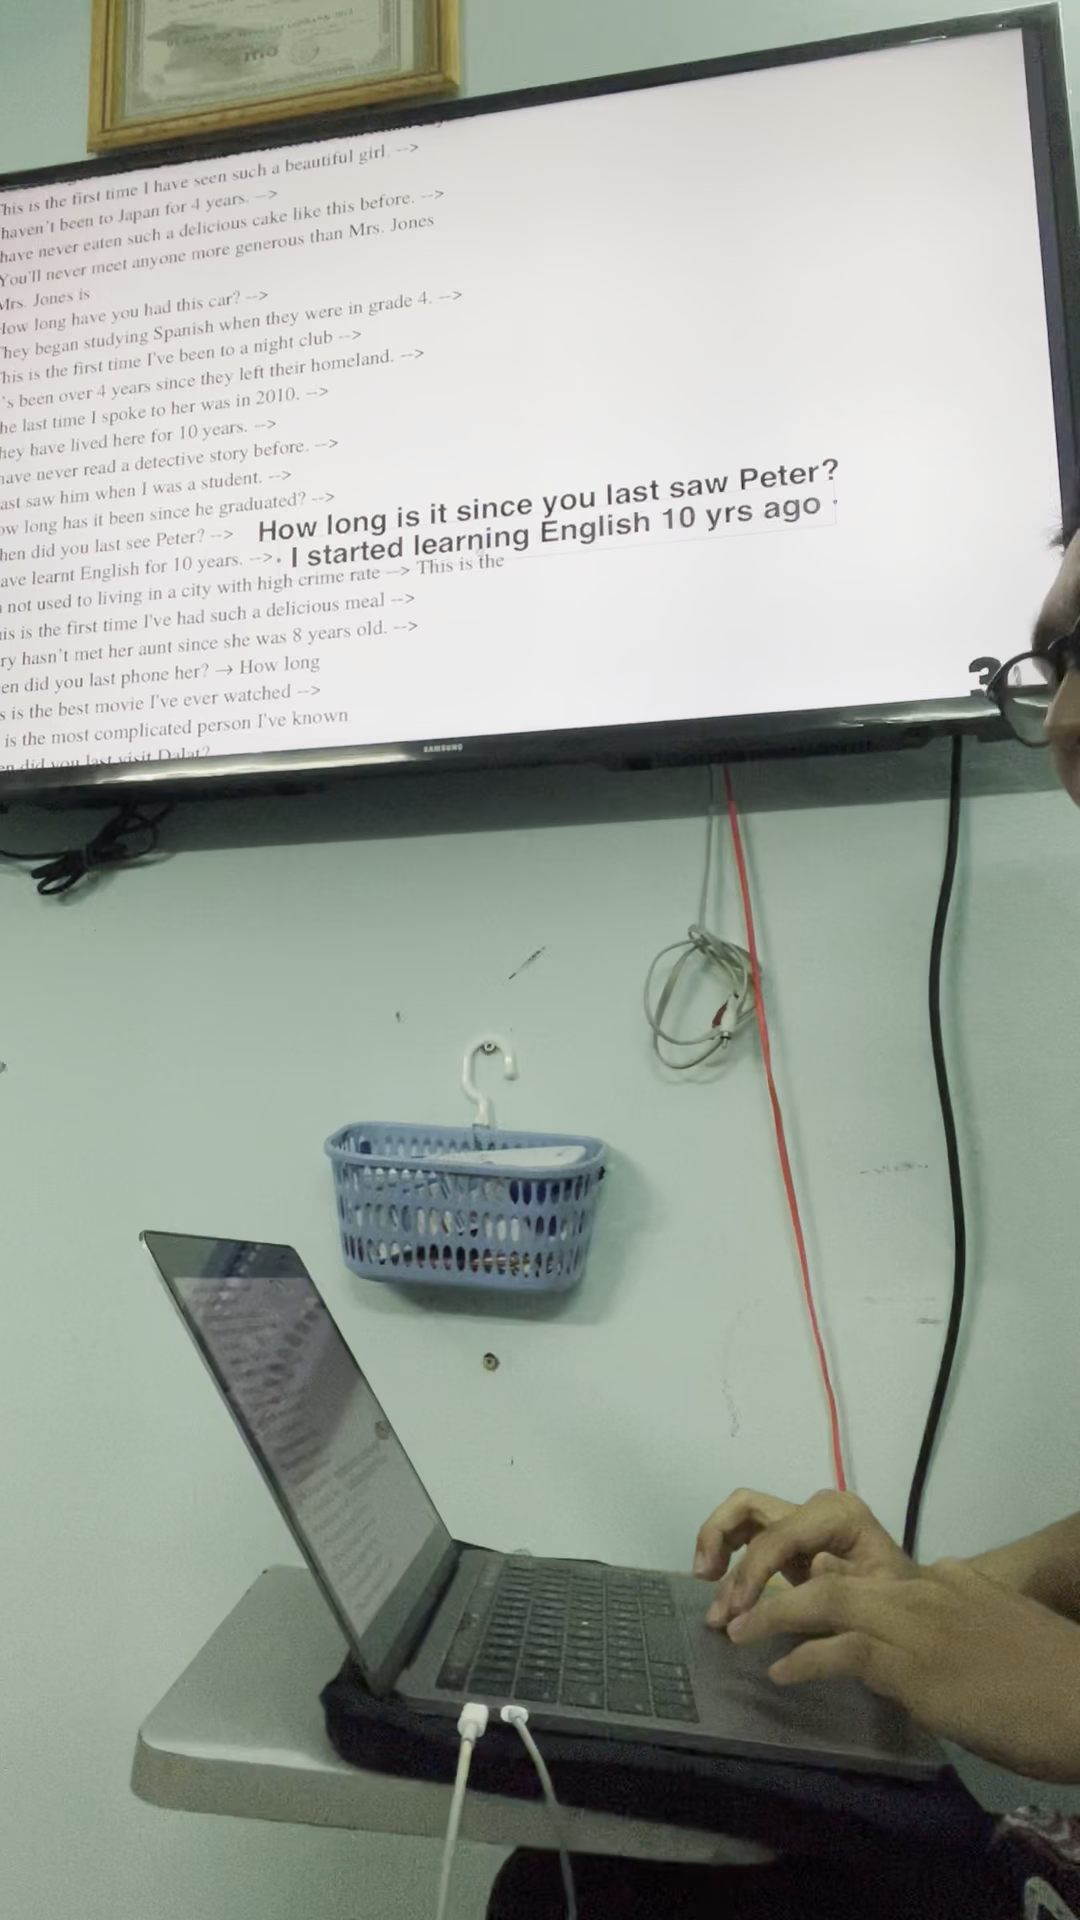 This is the first time I have seen such a beautiful girl. -->
haven't been to Japan for 4 years. -->
have never eaten such a delicious cake like this before. -->
You'll never meet anyone more generous than Mrs. Jones
Mrs. Jones is
How long have you had this car? -->
They began studying Spanish when they were in grade 4. -->
This is the first time I've been to a night club -->
's been over 4 years since they left their homeland. -->
he last time I spoke to her was in 2010. -->
hey have lived here for 10 years. -->
have never read a detective story before. -->
ast saw him when I was a student. -->
ow long has it been since he graduated? -->
hen did you last see Peter? --> How long is it since you last saw Peter?
ave learnt English for 10 years. -->. I started learning English 10 yrs ago
not used to living in a city with high crime rate --> This is the
is is the first time I've had such a delicious meal -->
ry hasn't met her aunt since she was 8 years old. -->
en did you last phone her? → How long
s is the best movie I've ever watched -->
is the most complicated person I've known
en did you last visit Dalat?
SAMSUNG